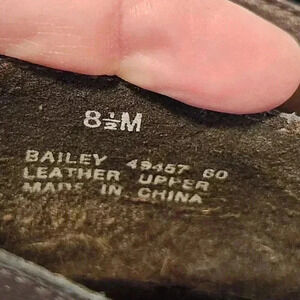 8½M
BAILEY 49457 60
LEATHER UPPER
MADE IN CHINA